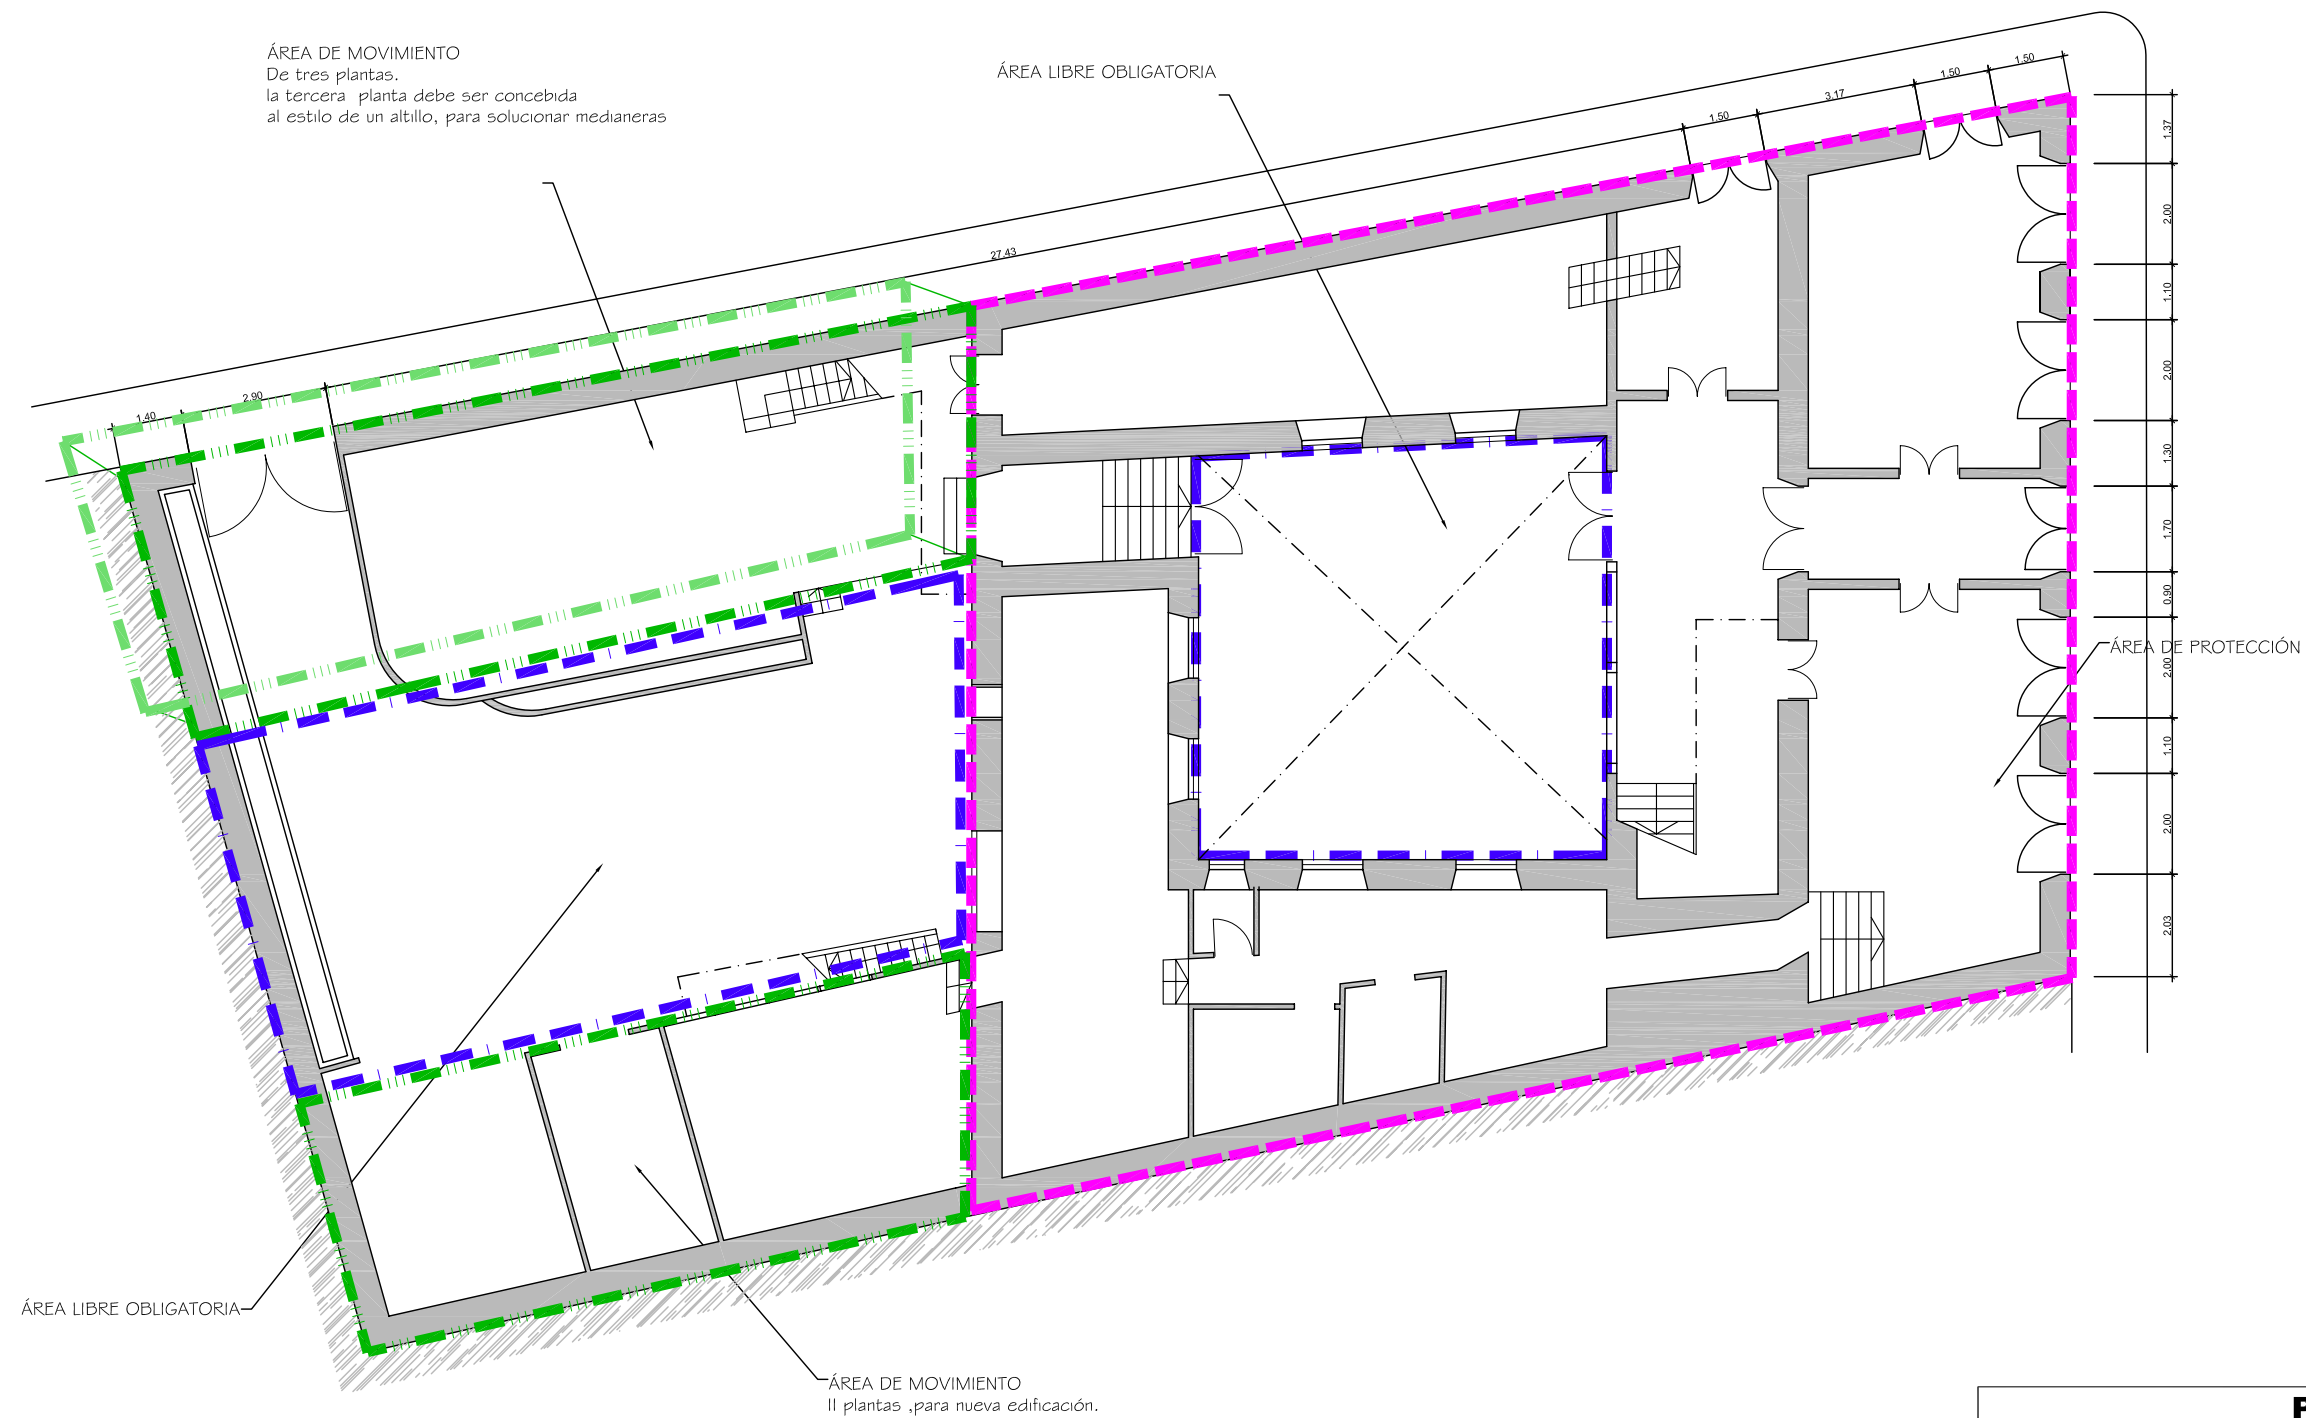 ÁREA DE MOVIMIENTO
De tres plantas.
la tercera planta debe ser concebida
al estilo de un altillo, para solucionar medianeras
ÁREA LIBRE OBLIGATORIA
1.50
1.50
3.17
1.50
27.43
2.90
1.40
1.37
2.00
1.10
2.00
1.30
1.70
0.90
2.00
1.10
2.00
2.03
ÁREA DE PROTECCIÓN
ÁREA LIBRE OBLIGATORIA
ÁREA DE MOVIMIENTO
II plantas ,para nueva edificación.